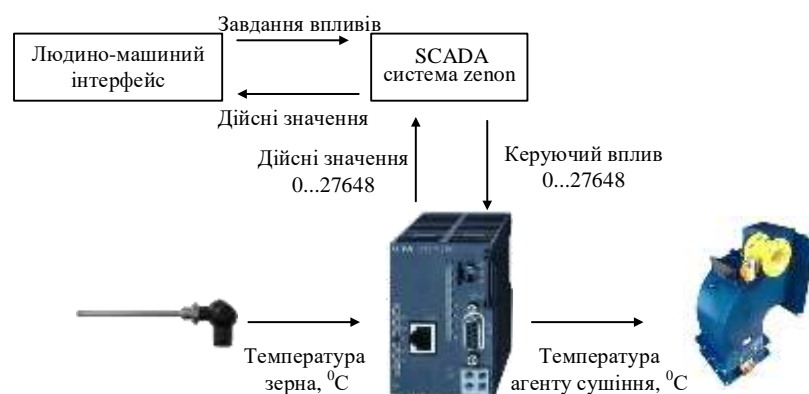 Завдання впливів
Людино-машиний
інтерфейс
SCADA
система zenon
Дійсні значення
Дійсні значення
0...27648
Керуючий вплив
0...27648
Температура
зерна, ⁰C
Температура
агенту сушіння, ⁰C